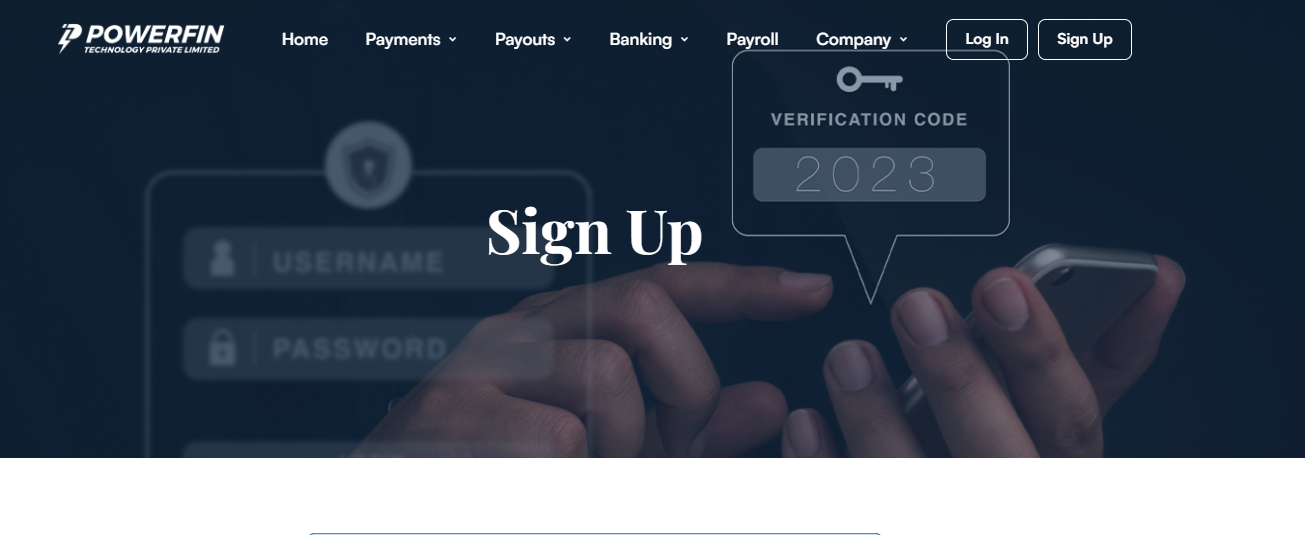 POWERFIN
TECHNOLOGY PRIVATE LIMITED
Home
Payments
Payouts
Banking
Payroll
Company
Log In
Sign Up
VERIFICATION CODE
2023
Sign Up
USERNAME
PASSWORD